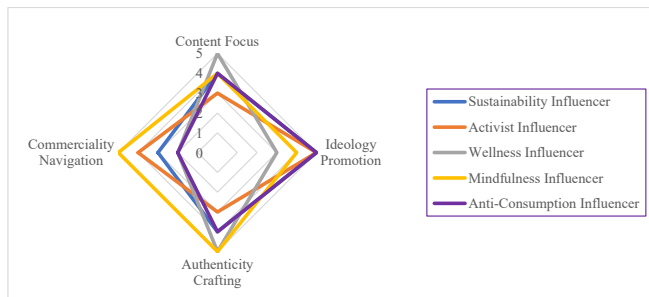 Content Focus
5
4
3
2
1
0
Commerciality
Navigation
Ideology
Promotion
Authenticity
Crafting
Sustainability Influencer
Activist Influencer
Wellness Influencer
Mindfulness Influencer
Anti-Consumption Influencer